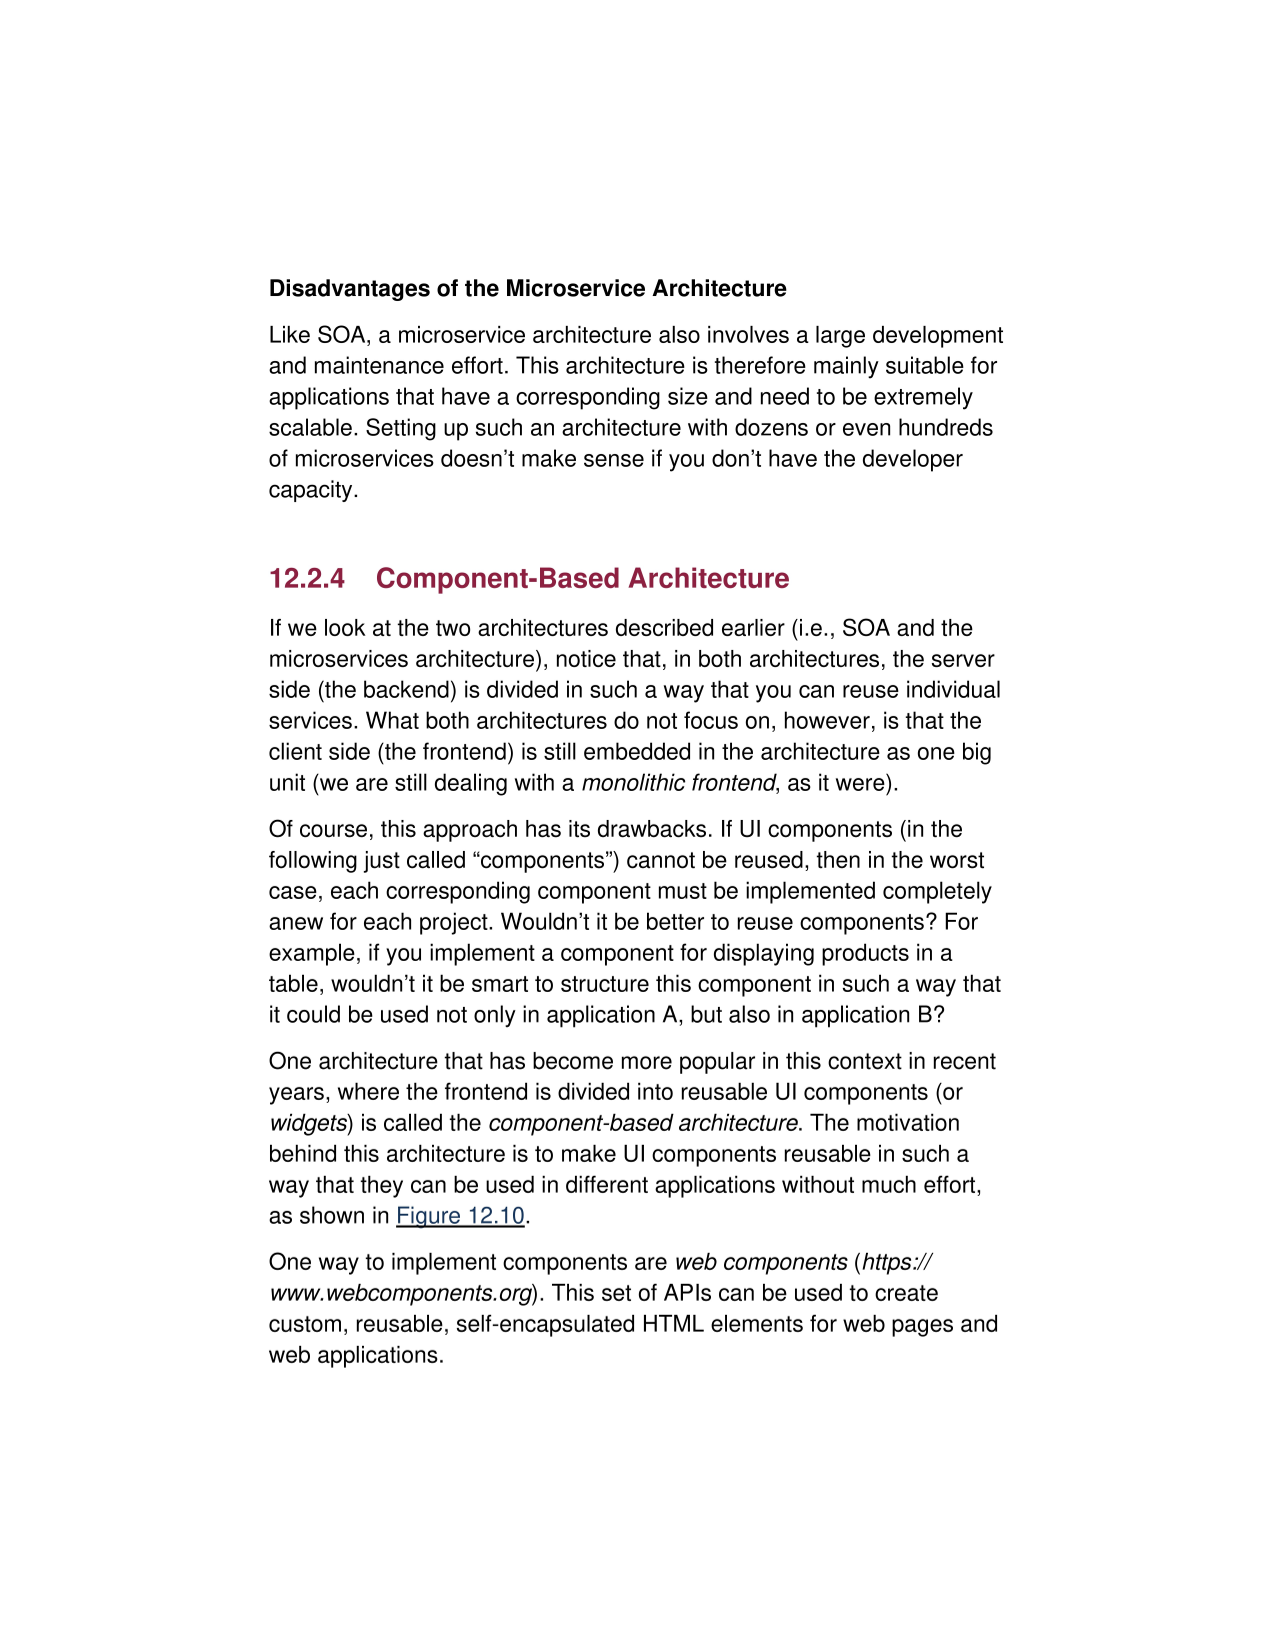 Disadvantages of the Microservice Architecture
Like SOA, a microservice architecture also involves a large development
and maintenance effort. This architecture is therefore mainly suitable for
applications that have a corresponding size and need to be extremely
scalable. Setting up such an architecture with dozens or even hundreds
of microservices doesn’t make sense if you don’t have the developer
capacity.
12.2.4 Component-Based Architecture
If we look at the two architectures described earlier (i.e., SOA and the
microservices architecture), notice that, in both architectures, the server
side (the backend) is divided in such a way that you can reuse individual
services. What both architectures do not focus on, however, is that the
client side (the frontend) is still embedded in the architecture as one big
unit (we are still dealing with a monolithic frontend, as it were).
Of course, this approach has its drawbacks. If UI components (in the
following just called “components”) cannot be reused, then in the worst
case, each corresponding component must be implemented completely
anew for each project. Wouldn’t it be better to reuse components? For
example, if you implement a component for displaying products in a
table, wouldn’t it be smart to structure this component in such a way that
it could be used not only in application A, but also in application B?
One architecture that has become more popular in this context in recent
years, where the frontend is divided into reusable UI components (or
widgets) is called the component-based architecture. The motivation
behind this architecture is to make UI components reusable in such a
way that they can be used in different applications without much effort,
as shown in Figure 12.10.
One way to implement components are web components (https://
www.webcomponents.org). This set of APIs can be used to create
custom, reusable, self-encapsulated HTML elements for web pages and
web applications.